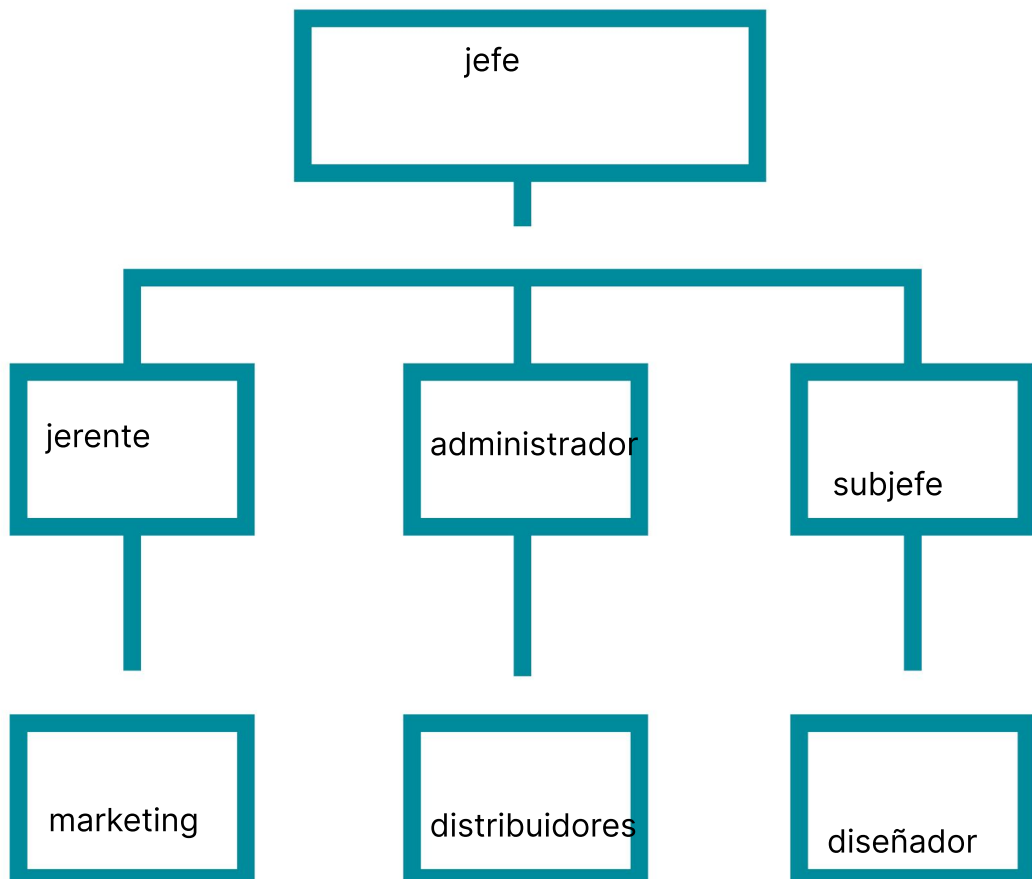 jefe
jerente
administrador
subjefe
marketing
distribuidores
diseñador